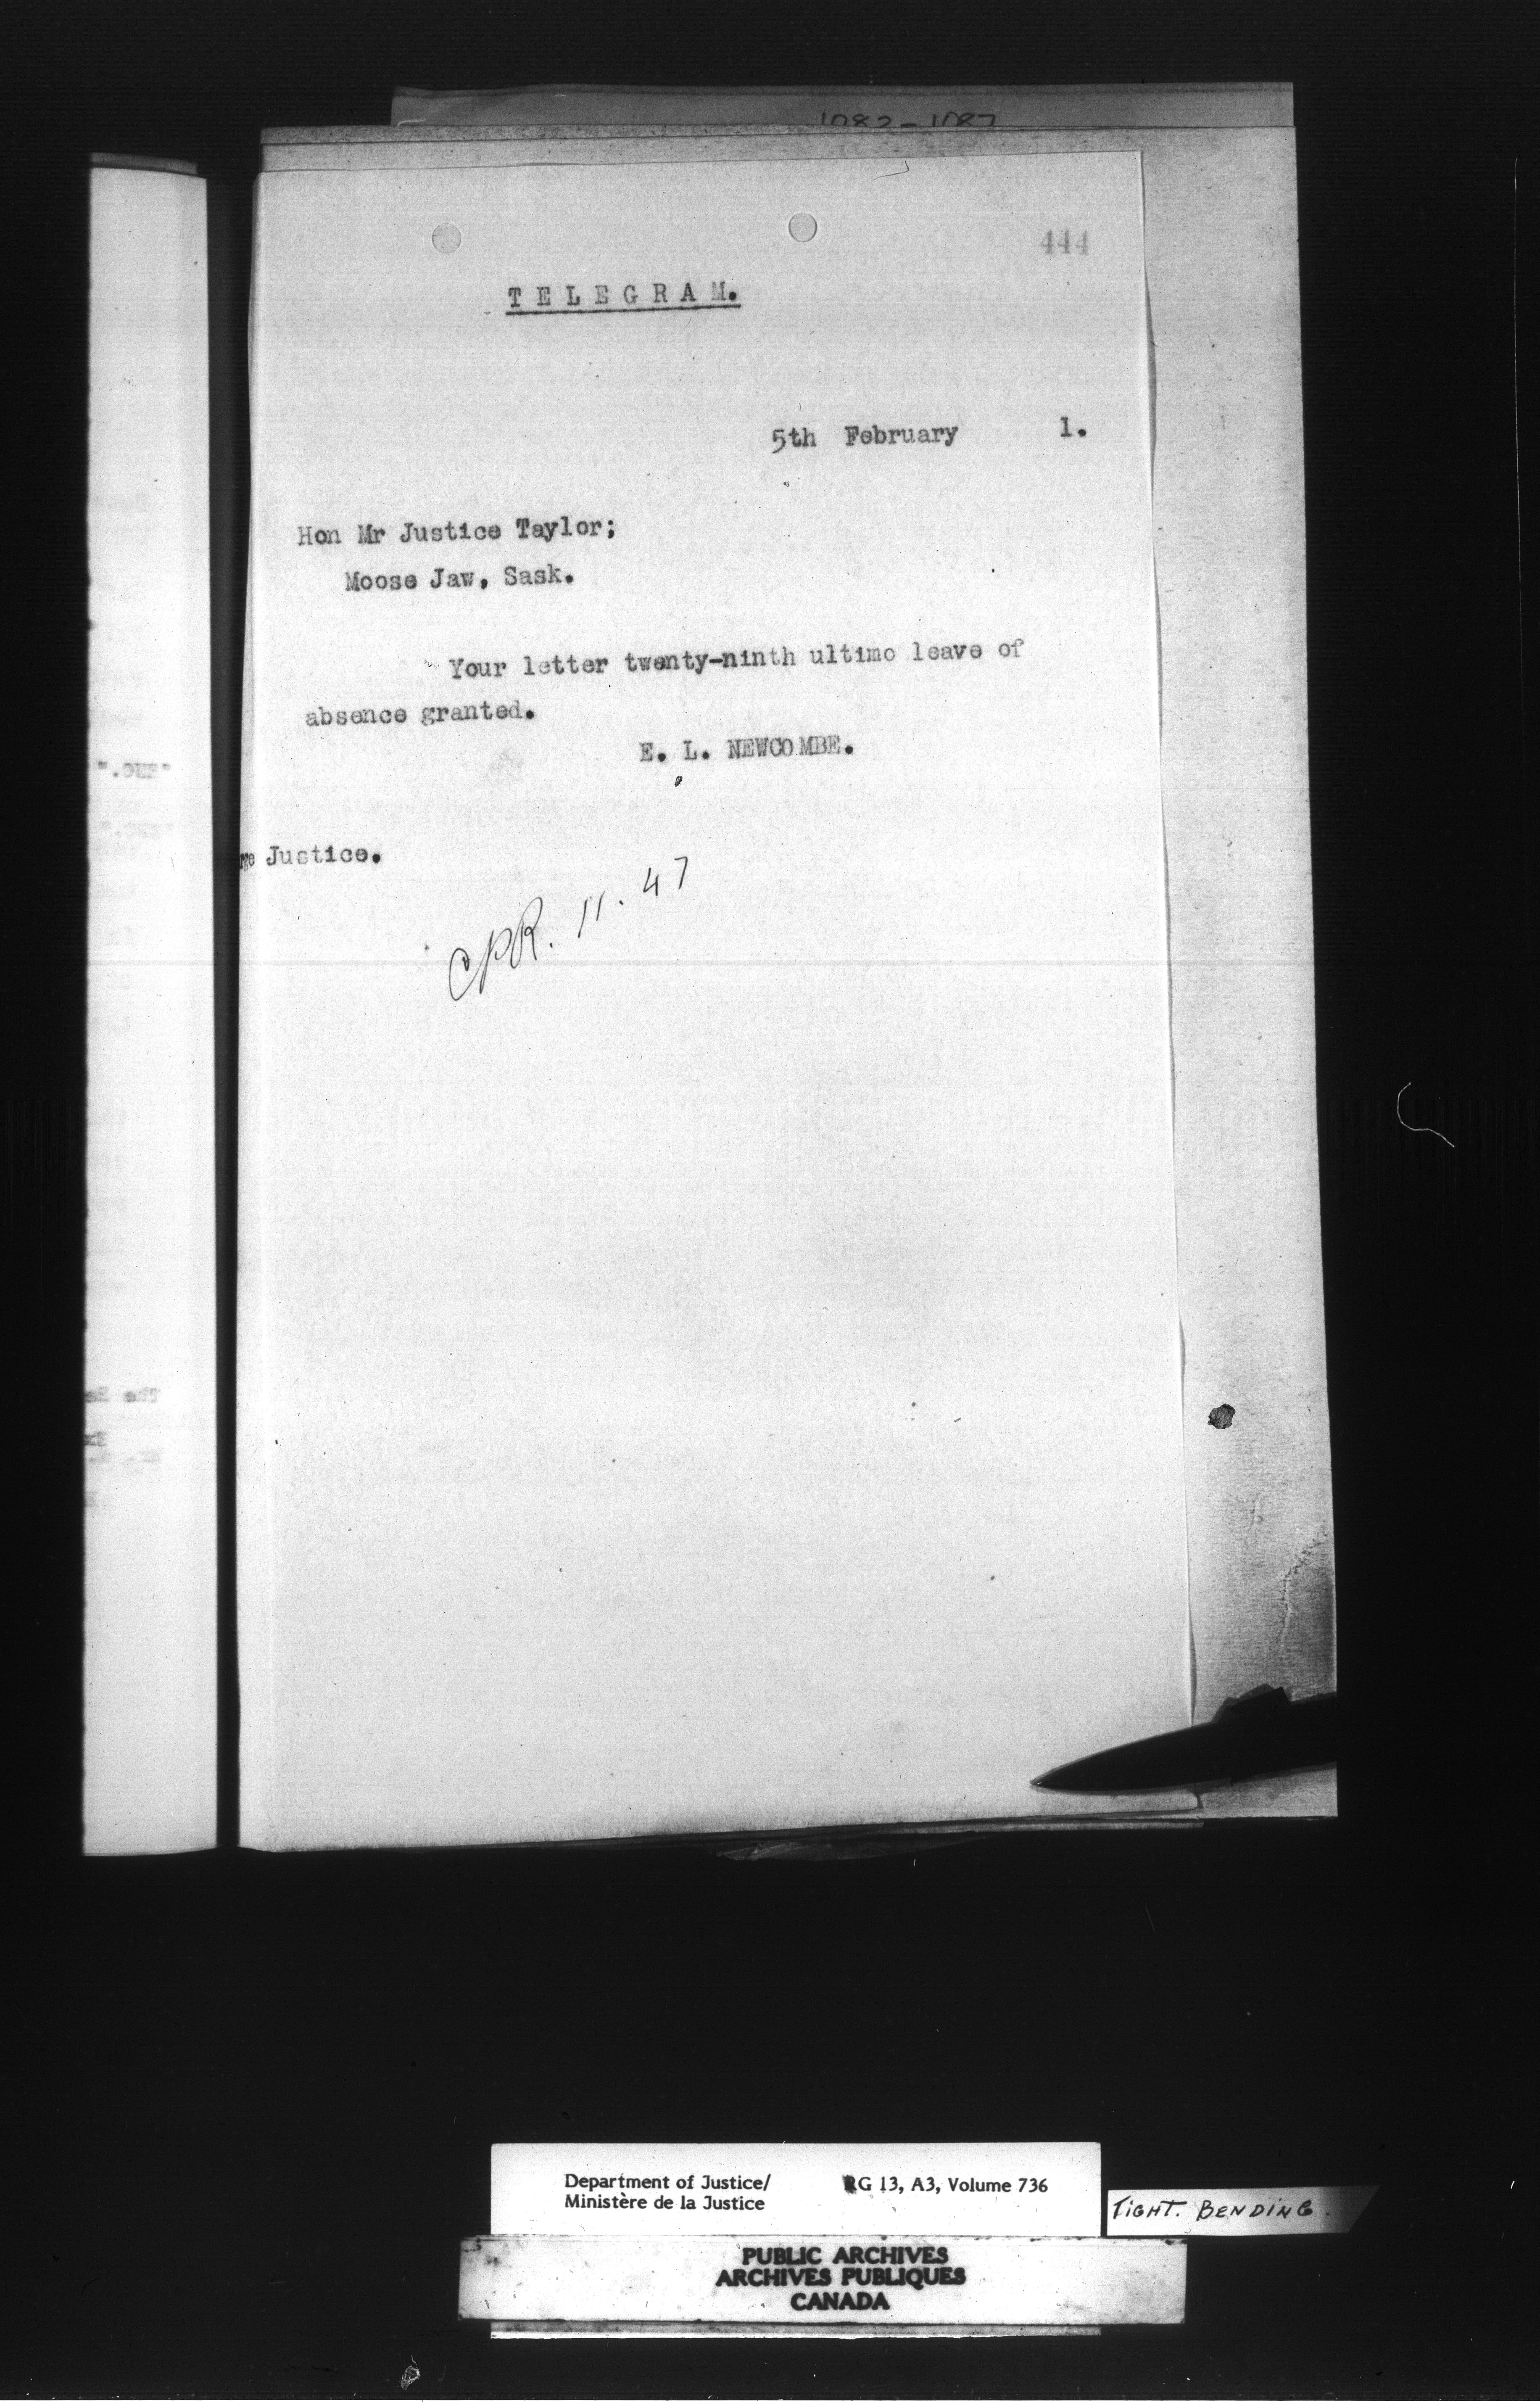 1082-1087
444
TELEGRAM.
5th February 1.
Hon Mr Justice Taylor;
Moose Jaw, Sask.
Your letter twenty-ninth ultimo leave of
absence granted.
E. L. NEWCOMBE.
rge Justice.
CPR. 11.47
Department of Justice/ RG 13, A3, Volume 736
Ministère de la Justice
TIGHT. BENDING.
PUBLIC ARCHIVES
ARCHIVES PUBLIQUES
CANADA